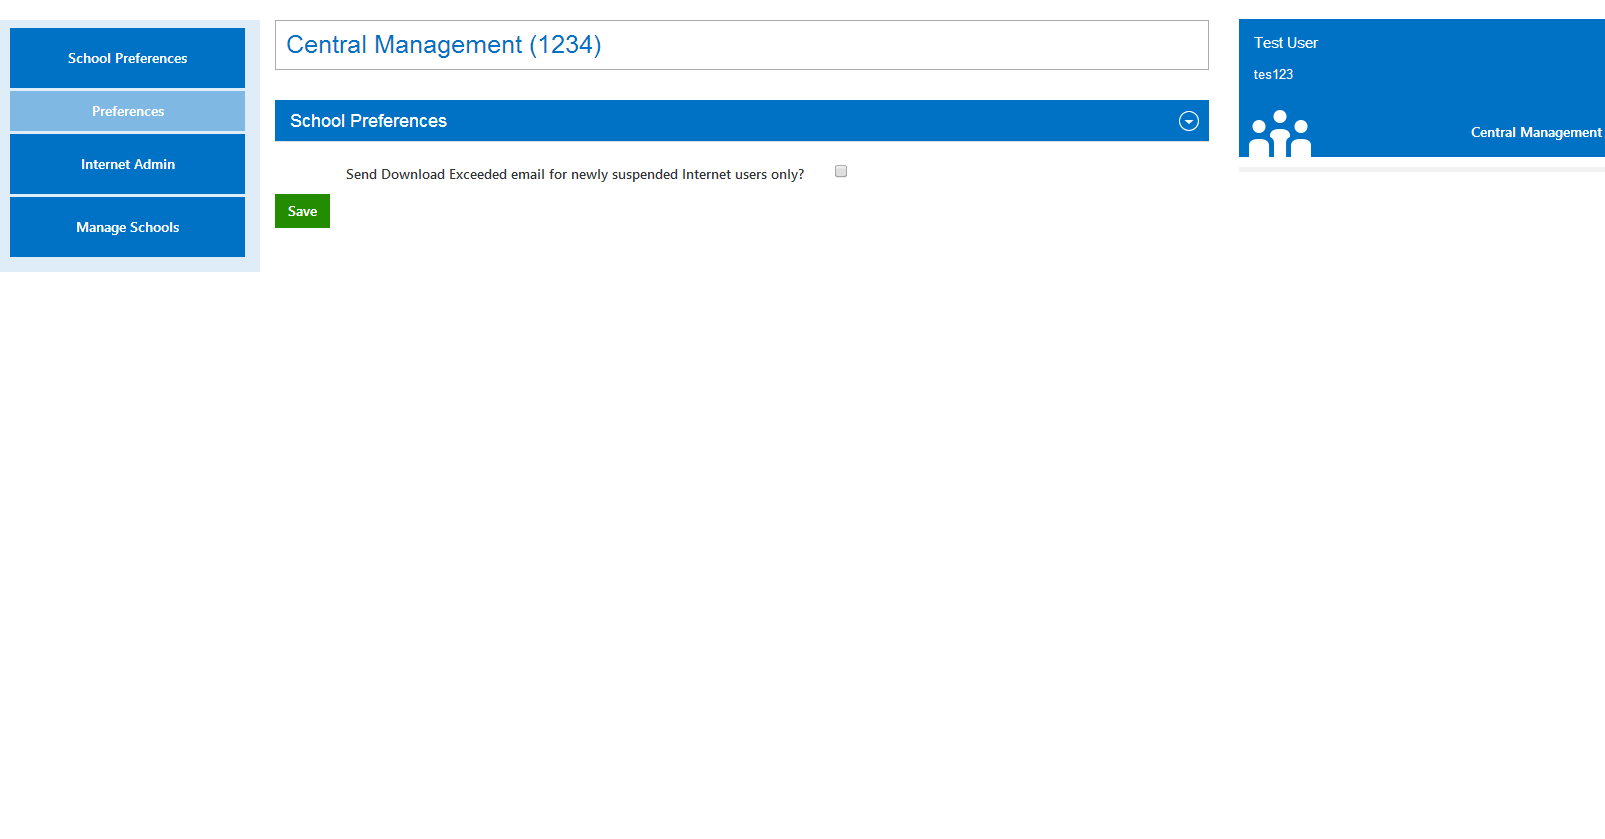 School Preferences
Preferences
Internet Admin
Manage Schools
Central Management (1234)
School Preferences
Send Download Exceeded email for newly suspended Internet users only?
Save
Test User
tes123
Central Management